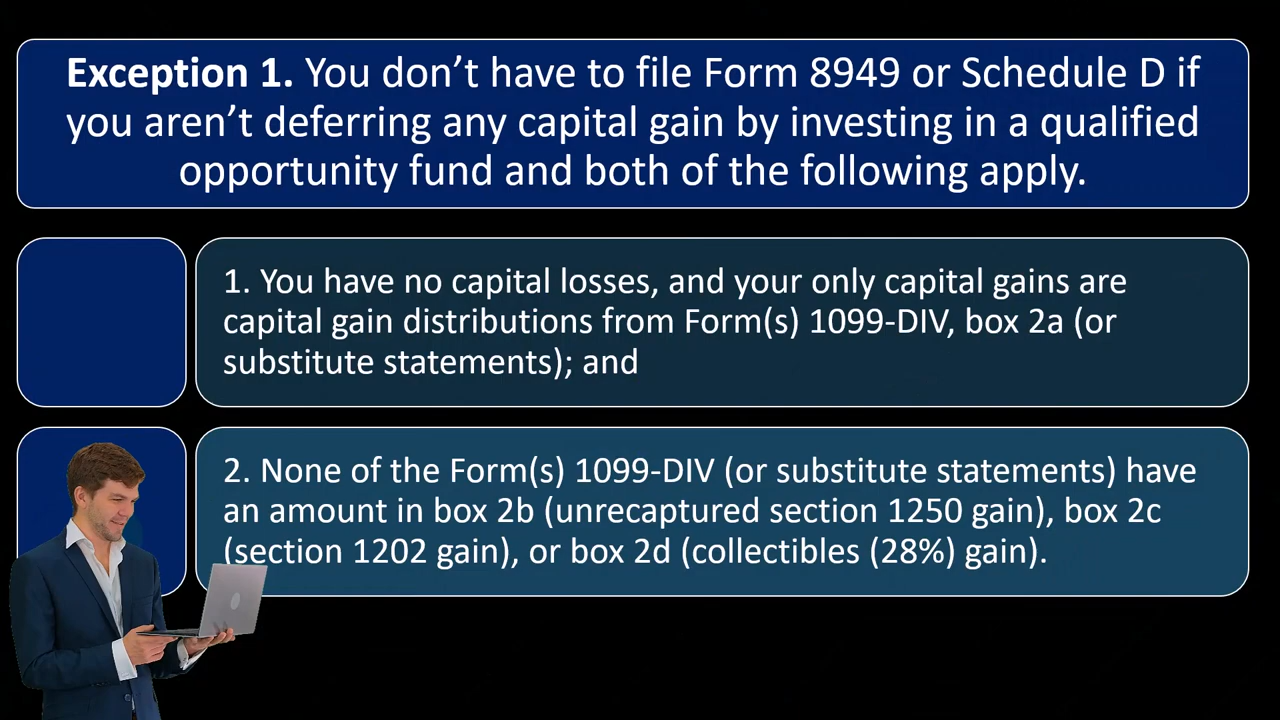 Exception 1. You don’t have to file Form 8949 or Schedule D if
you aren’t deferring any capital gain by investing in a qualified
opportunity fund and both of the following apply.
1. You have no capital losses, and your only capital gains are
capital gain distributions from Form(s) 1099-DIV, box 2a (or
substitute statements); and
2. None of the Form(s) 1099-DIV (or substitute statements) have
an amount in box 2b (unrecaptured section 1250 gain), box 2c
(section 1202 gain), or box 2d (collectibles (28%) gain).